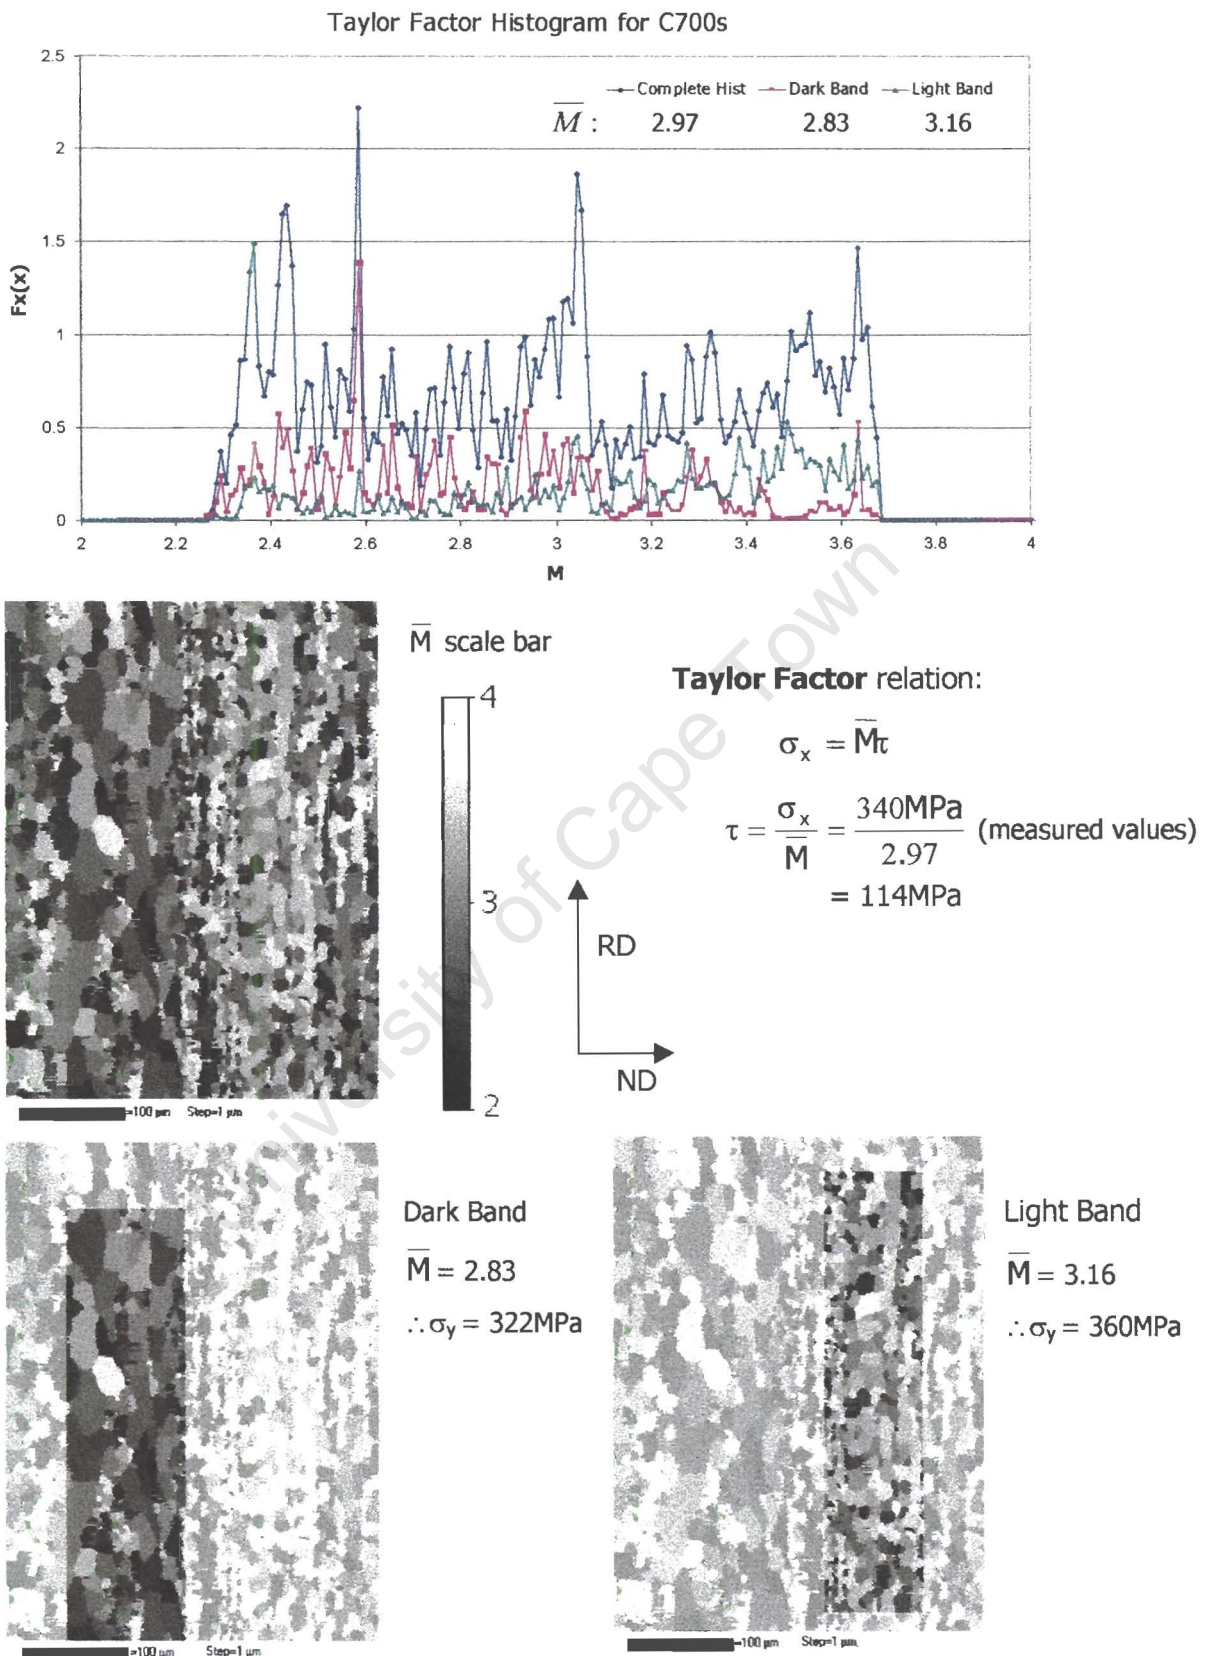 Taylor Factor Histogram for C700s
2.5
2
1.5
1
0.5
0
Fx(x)
Complete Hist Dark Band Light Band
M : 2.97 2.83 3.16
2 2.2 2.4 2.6 2.8 3 3.2 3.4 3.6 3.8 4
M
M scale bar
4
3
2
Taylor Factor relation:
σx = M̄τ
τ = σx / M̄ = 340MPa / 2.97 (measured values)
= 114MPa
RD
ND
=100 µm Step=1 µm
Dark Band
M̄ = 2.83
∴σy = 322MPa
=100 µm Step=1 µm
Light Band
M̄ = 3.16
∴σy = 360MPa
=100 µm Step=1 µm
University of Cape Town